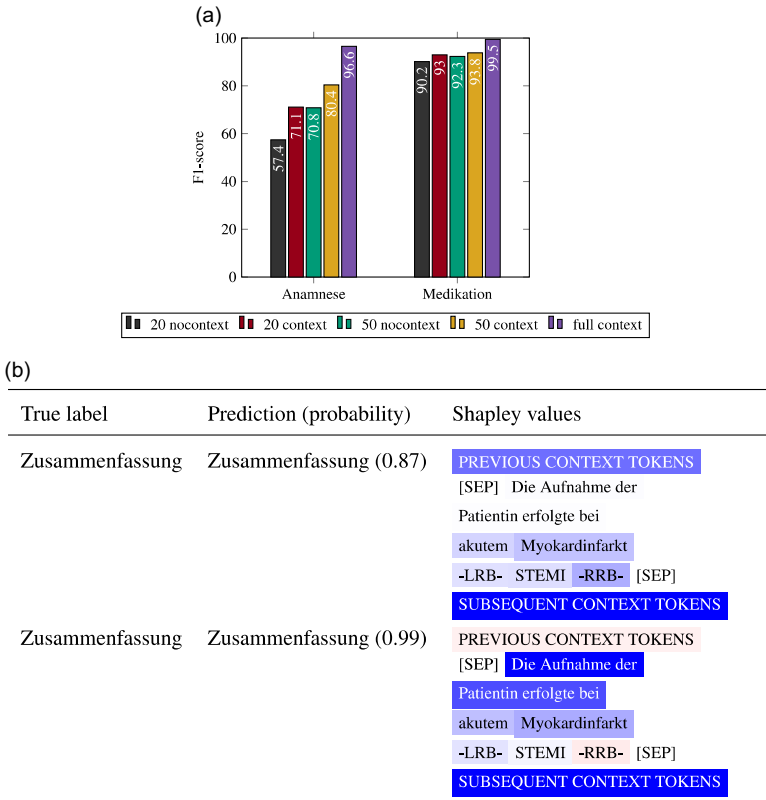 (a)
100
80
60
40
20
0
F1-score
57.4
71.1
70.8
80.4
96.6
90.2
93
92.3
93.8
99.5
Anamnese
Medikation
20 nocontext 20 context 50 nocontext 50 context full context
(b)
True label Prediction (probability) Shapley values
Zusammenfassung Zusammenfassung (0.87) PREVIOUS CONTEXT TOKENS
[SEP] Die Aufnahme der
Patientin erfolgte bei
akutem Myokardinfarkt
-LRB- STEMI -RRB- [SEP]
SUBSEQUENT CONTEXT TOKENS
Zusammenfassung Zusammenfassung (0.99) PREVIOUS CONTEXT TOKENS
[SEP] Die Aufnahme der
Patientin erfolgte bei
akutem Myokardinfarkt
-LRB- STEMI -RRB- [SEP]
SUBSEQUENT CONTEXT TOKENS